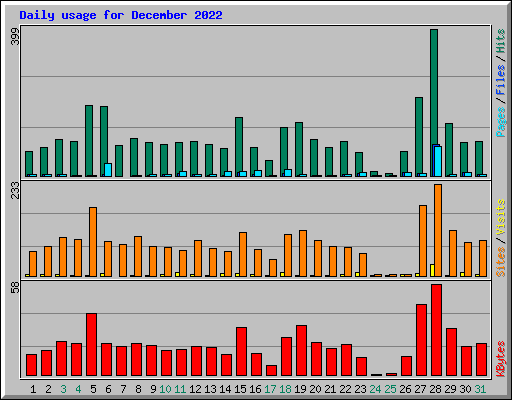 Daily usage for December 2022
399
Pages / Files / Hits
233
Sites / Visits
58
KBytes
1 2 3 4 5 6 7 8 9 10 11 12 13 14 15 16 17 18 19 20 21 22 23 24 25 26 27 28 29 30 31